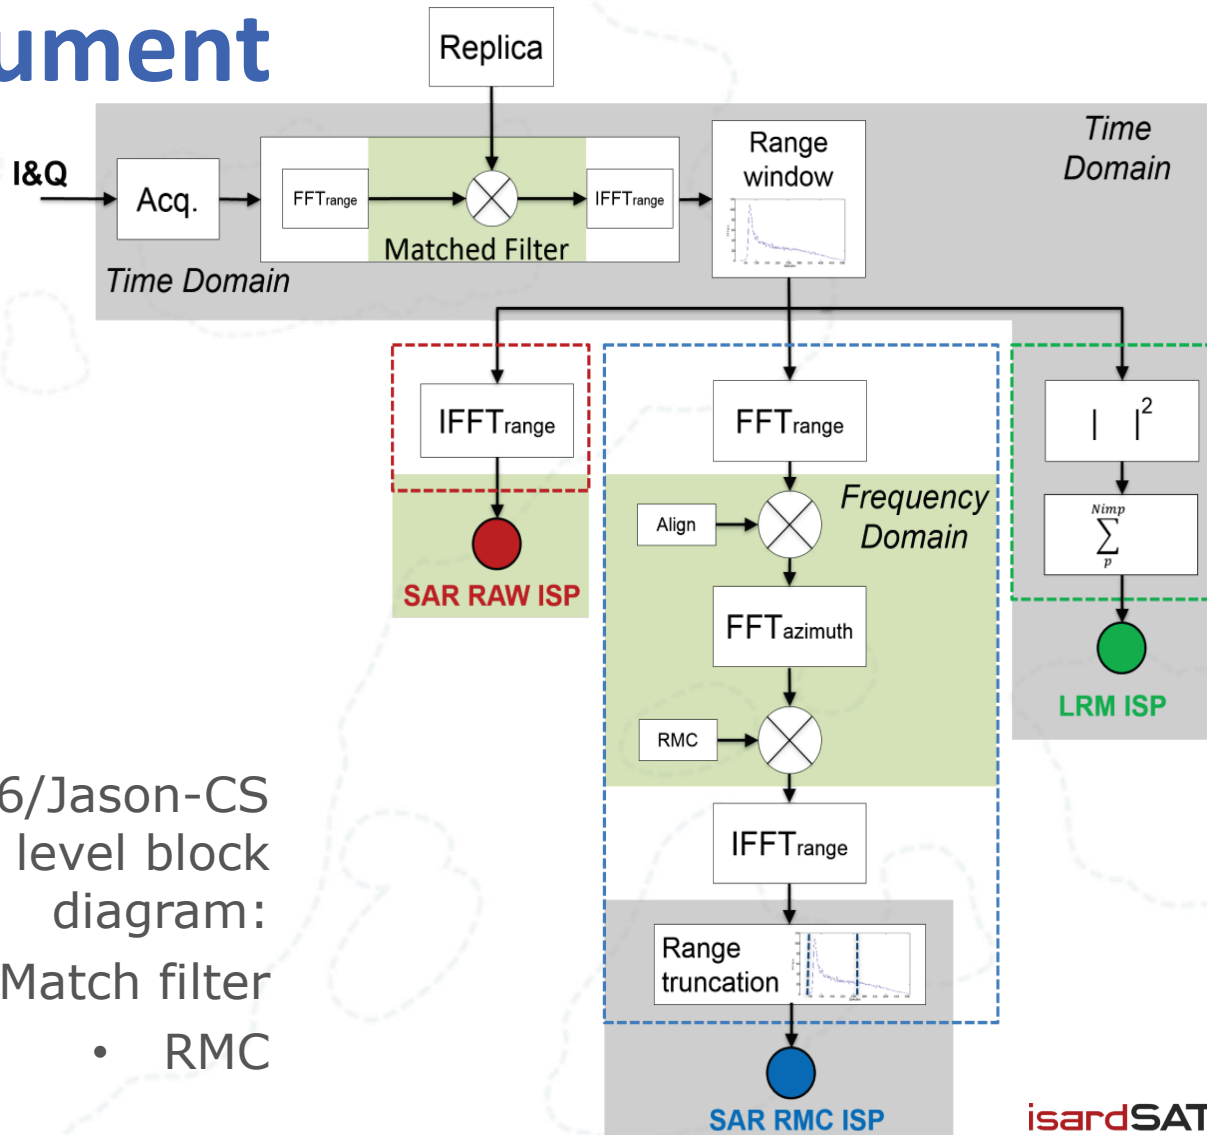 ument
Replica
Time
Domain
I&Q
Acq.
FFTrange
IFFTrange
Matched Filter
Range
window
Time Domain
IFFTrange
FFTrange
| |2
Frequency
Domain
Align
Nimp
∑
p
SAR RAW ISP
FFTazimuth
LRM ISP
RMC
6/Jason-CS
level block
diagram:
Match filter
• RMC
IFFTrange
Range
truncation
SAR RMC ISP
isardSAT